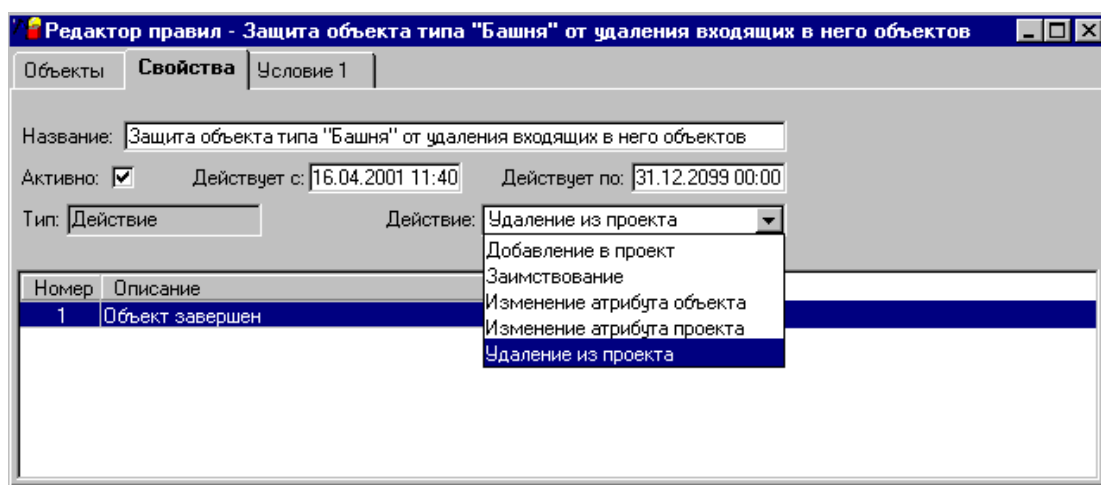 Редактор правил - Защита объекта типа "Башня" от удаления входящих в него объектов
Объекты Свойства Условие 1
Название: Защита объекта типа "Башня" от удаления входящих в него объектов
Активно: Действует с: 16.04.2001 11:40 Действует по: 31.12.2099 00:00
Тип: Действие Действие: Удаление из проекта
Добавление в проект
Заимствование
Изменение атрибута объекта
Изменение атрибута проекта
Удаление из проекта
Номер Описание
1 Объект завершен